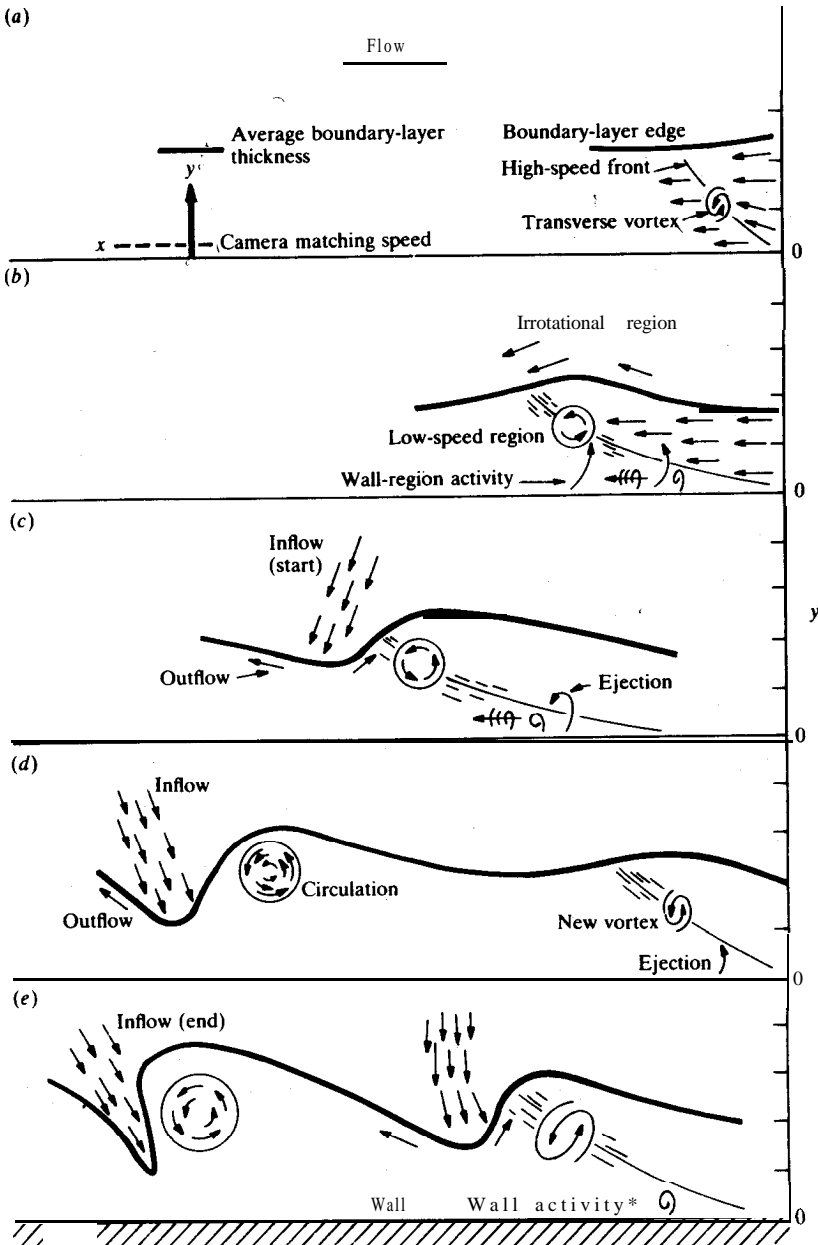 (a)
Flow
Average boundary-layer
thickness
y
x
Camera matching speed
Boundary-layer edge
High-speed front
Transverse vortex
0
(b)
Irrotational region
Low-speed region
Wall-region activity
0
(c)
Inflow
(start)
Outflow
Ejection
y
0
(d)
Inflow
Circulation
Outflow
New vortex
Ejection
0
(e)
Inflow (end)
Wall Wall activity*
0